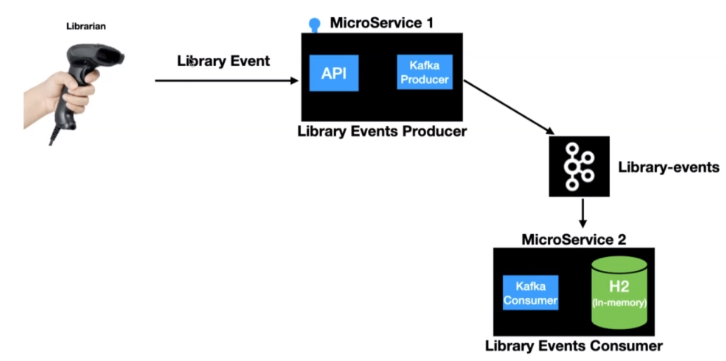 Librarian
MicroService 1
Library Event
API
Kafka
Producer
Library Events Producer
Library-events
MicroService 2
Kafka
Consumer
H2
(In-memory)
Library Events Consumer